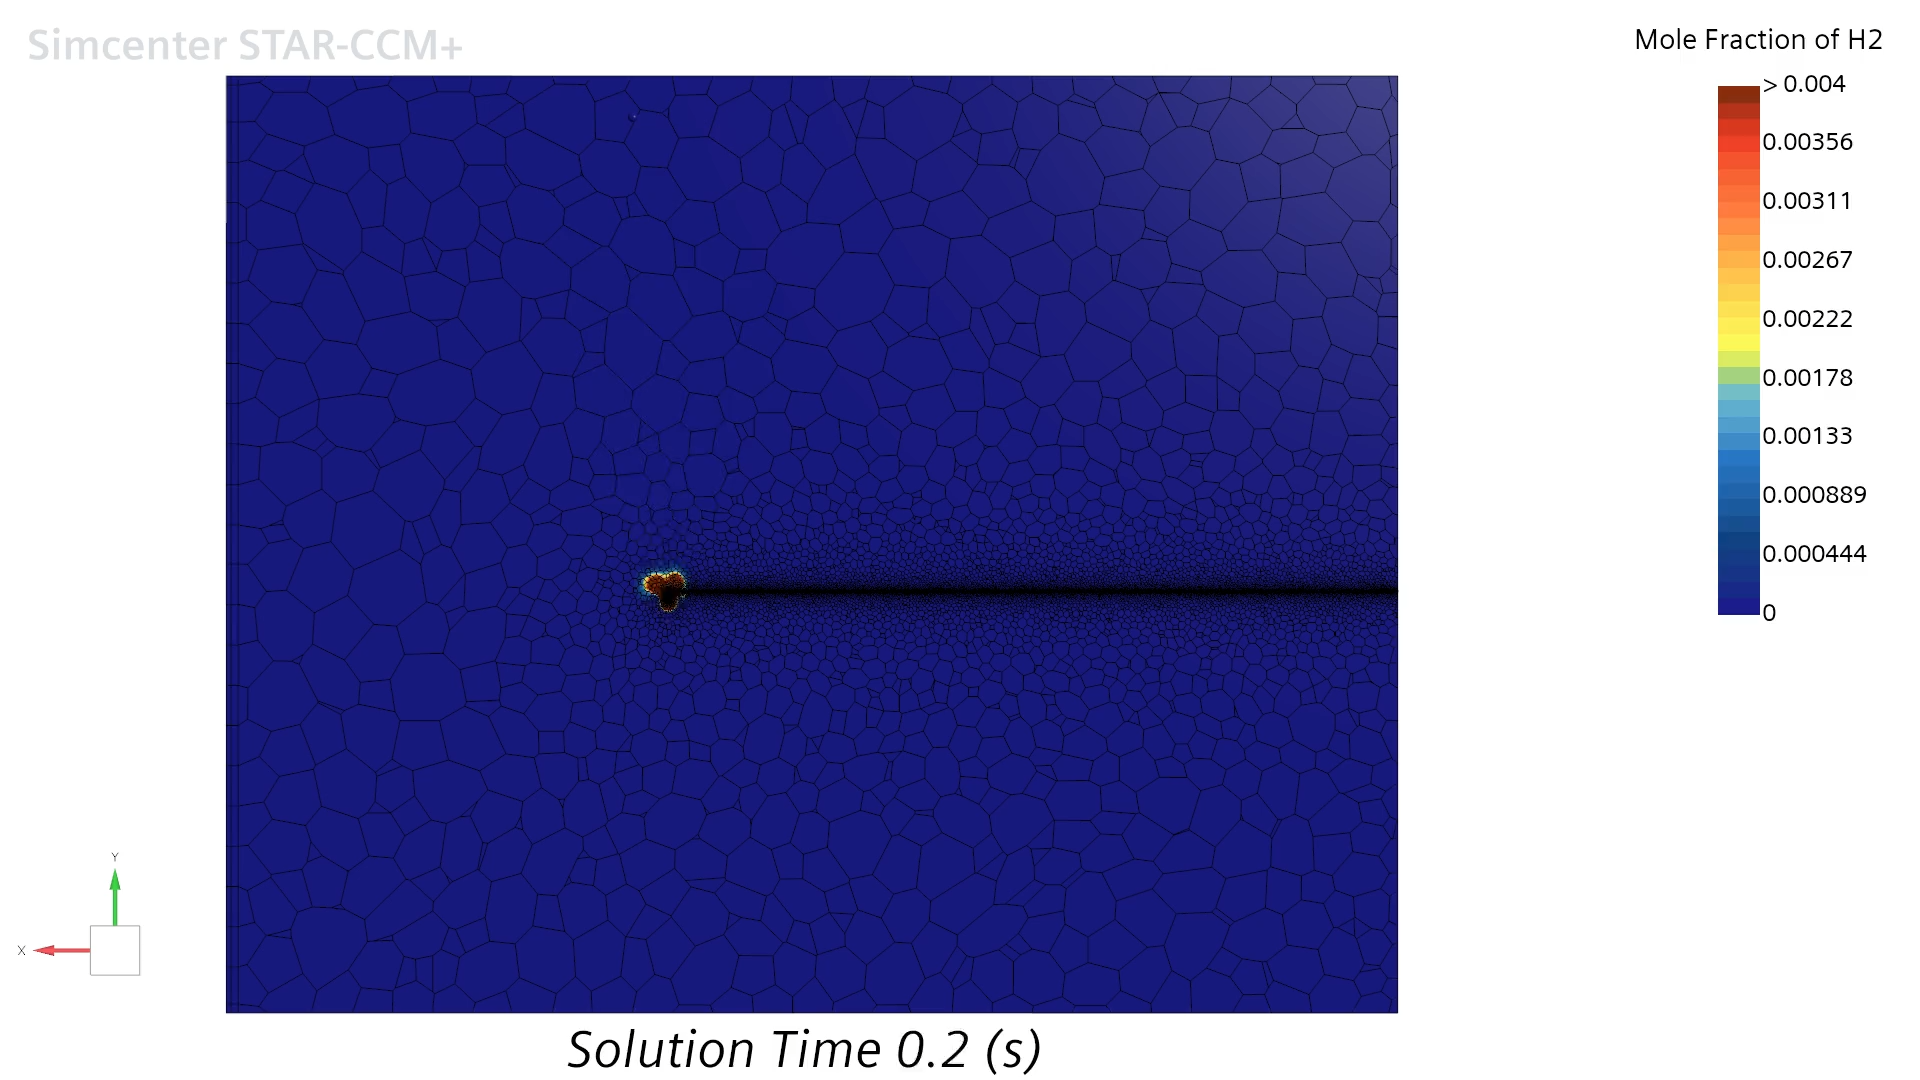 Simcenter STAR-CCM+
Mole Fraction of H2
> 0.004
0.00356
0.00311
0.00267
0.00222
0.00178
0.00133
0.000889
0.000444
0
Y
X
Solution Time 0.2 (s)